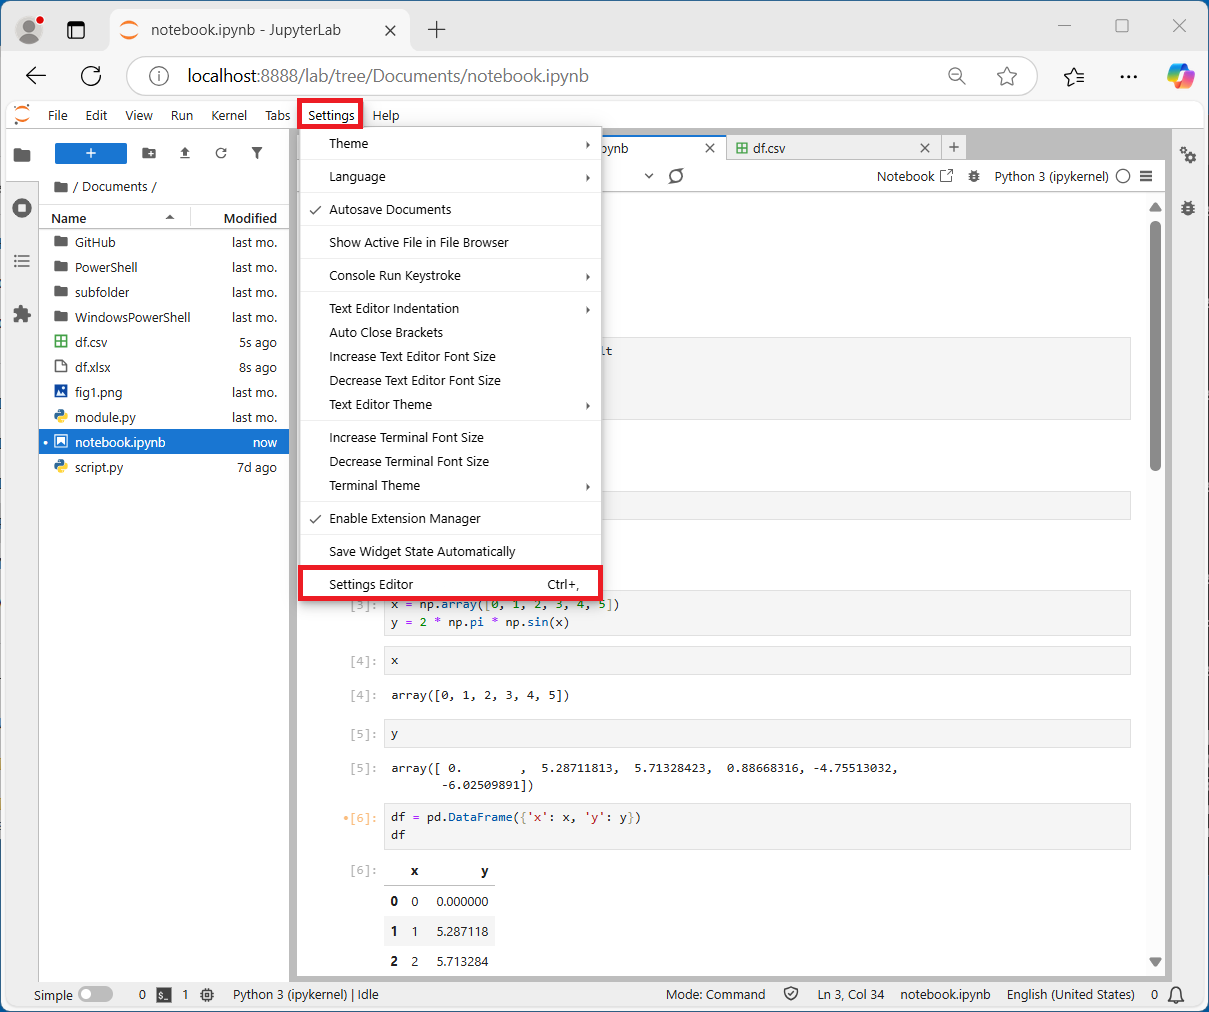 notebook.ipynb - JupyterLab
localhost:8888/lab/tree/Documents/notebook.ipynb
File Edit View Run Kernel Tabs Settings Help
Theme
Language
Autosave Documents
Show Active File in File Browser
Console Run Keystroke
Text Editor Indentation
Auto Close Brackets
Increase Text Editor Font Size
Decrease Text Editor Font Size
Text Editor Theme
Increase Terminal Font Size
Decrease Terminal Font Size
Terminal Theme
Enable Extension Manager
Save Widget State Automatically
Settings Editor Ctrl+,
/ Documents /
Name Modified
GitHub last mo.
PowerShell last mo.
subfolder last mo.
WindowsPowerShell last mo.
df.csv 5s ago
df.xlsx 8s ago
fig1.png last mo.
module.py last mo.
notebook.ipynb now
script.py 7d ago
ynb df.csv
Notebook Python 3 (ipykernel)
lt
[3]: x = np.array([0, 1, 2, 3, 4, 5])
y = 2 * np.pi * np.sin(x)
[4]: x
[4]: array([0, 1, 2, 3, 4, 5])
[5]: y
[5]: array([ 0. , 5.28711813, 5.71328423, 0.88668316, -4.75513032,
-6.02509891])
[6]: df = pd.DataFrame({'x': x, 'y': y})
df
[6]: x y
0 0 0.000000
1 1 5.287118
2 2 5.713284
Simple 0 $_ 1 Python 3 (ipykernel) | Idle Mode: Command Ln 3, Col 34 notebook.ipynb English (United States) 0